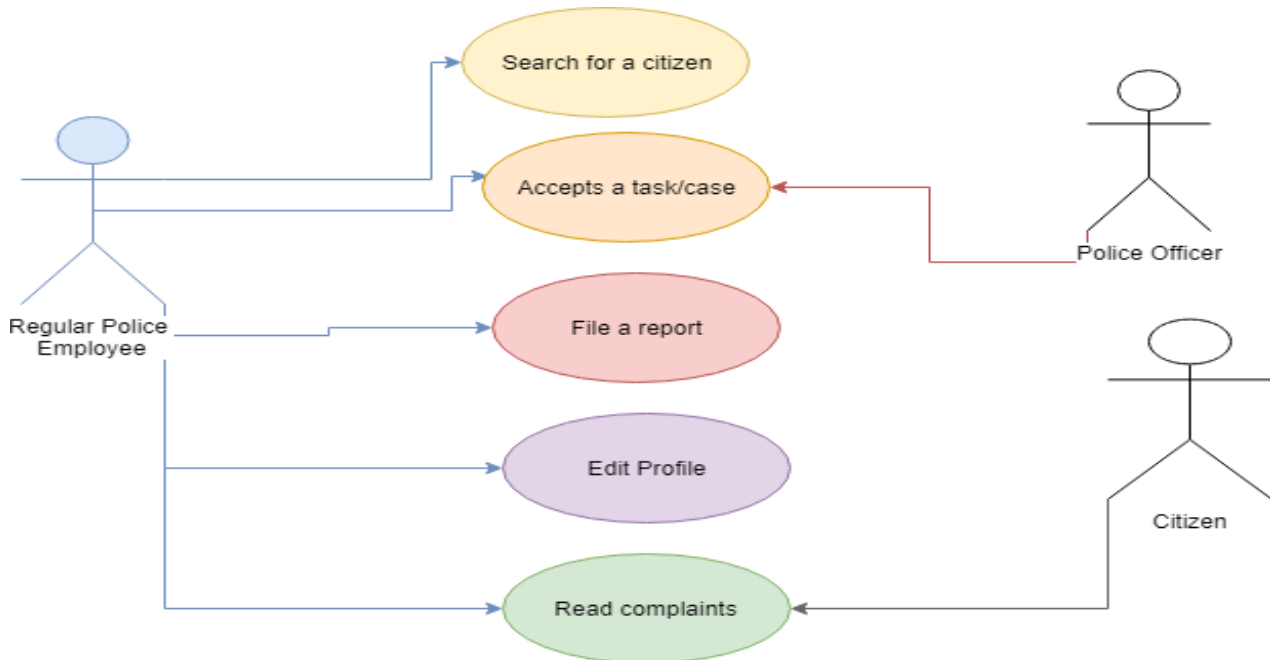 Search for a citizen
Accepts a task/case
Police Officer
Regular Police
Employee
File a report
Edit Profile
Citizen
Read complaints